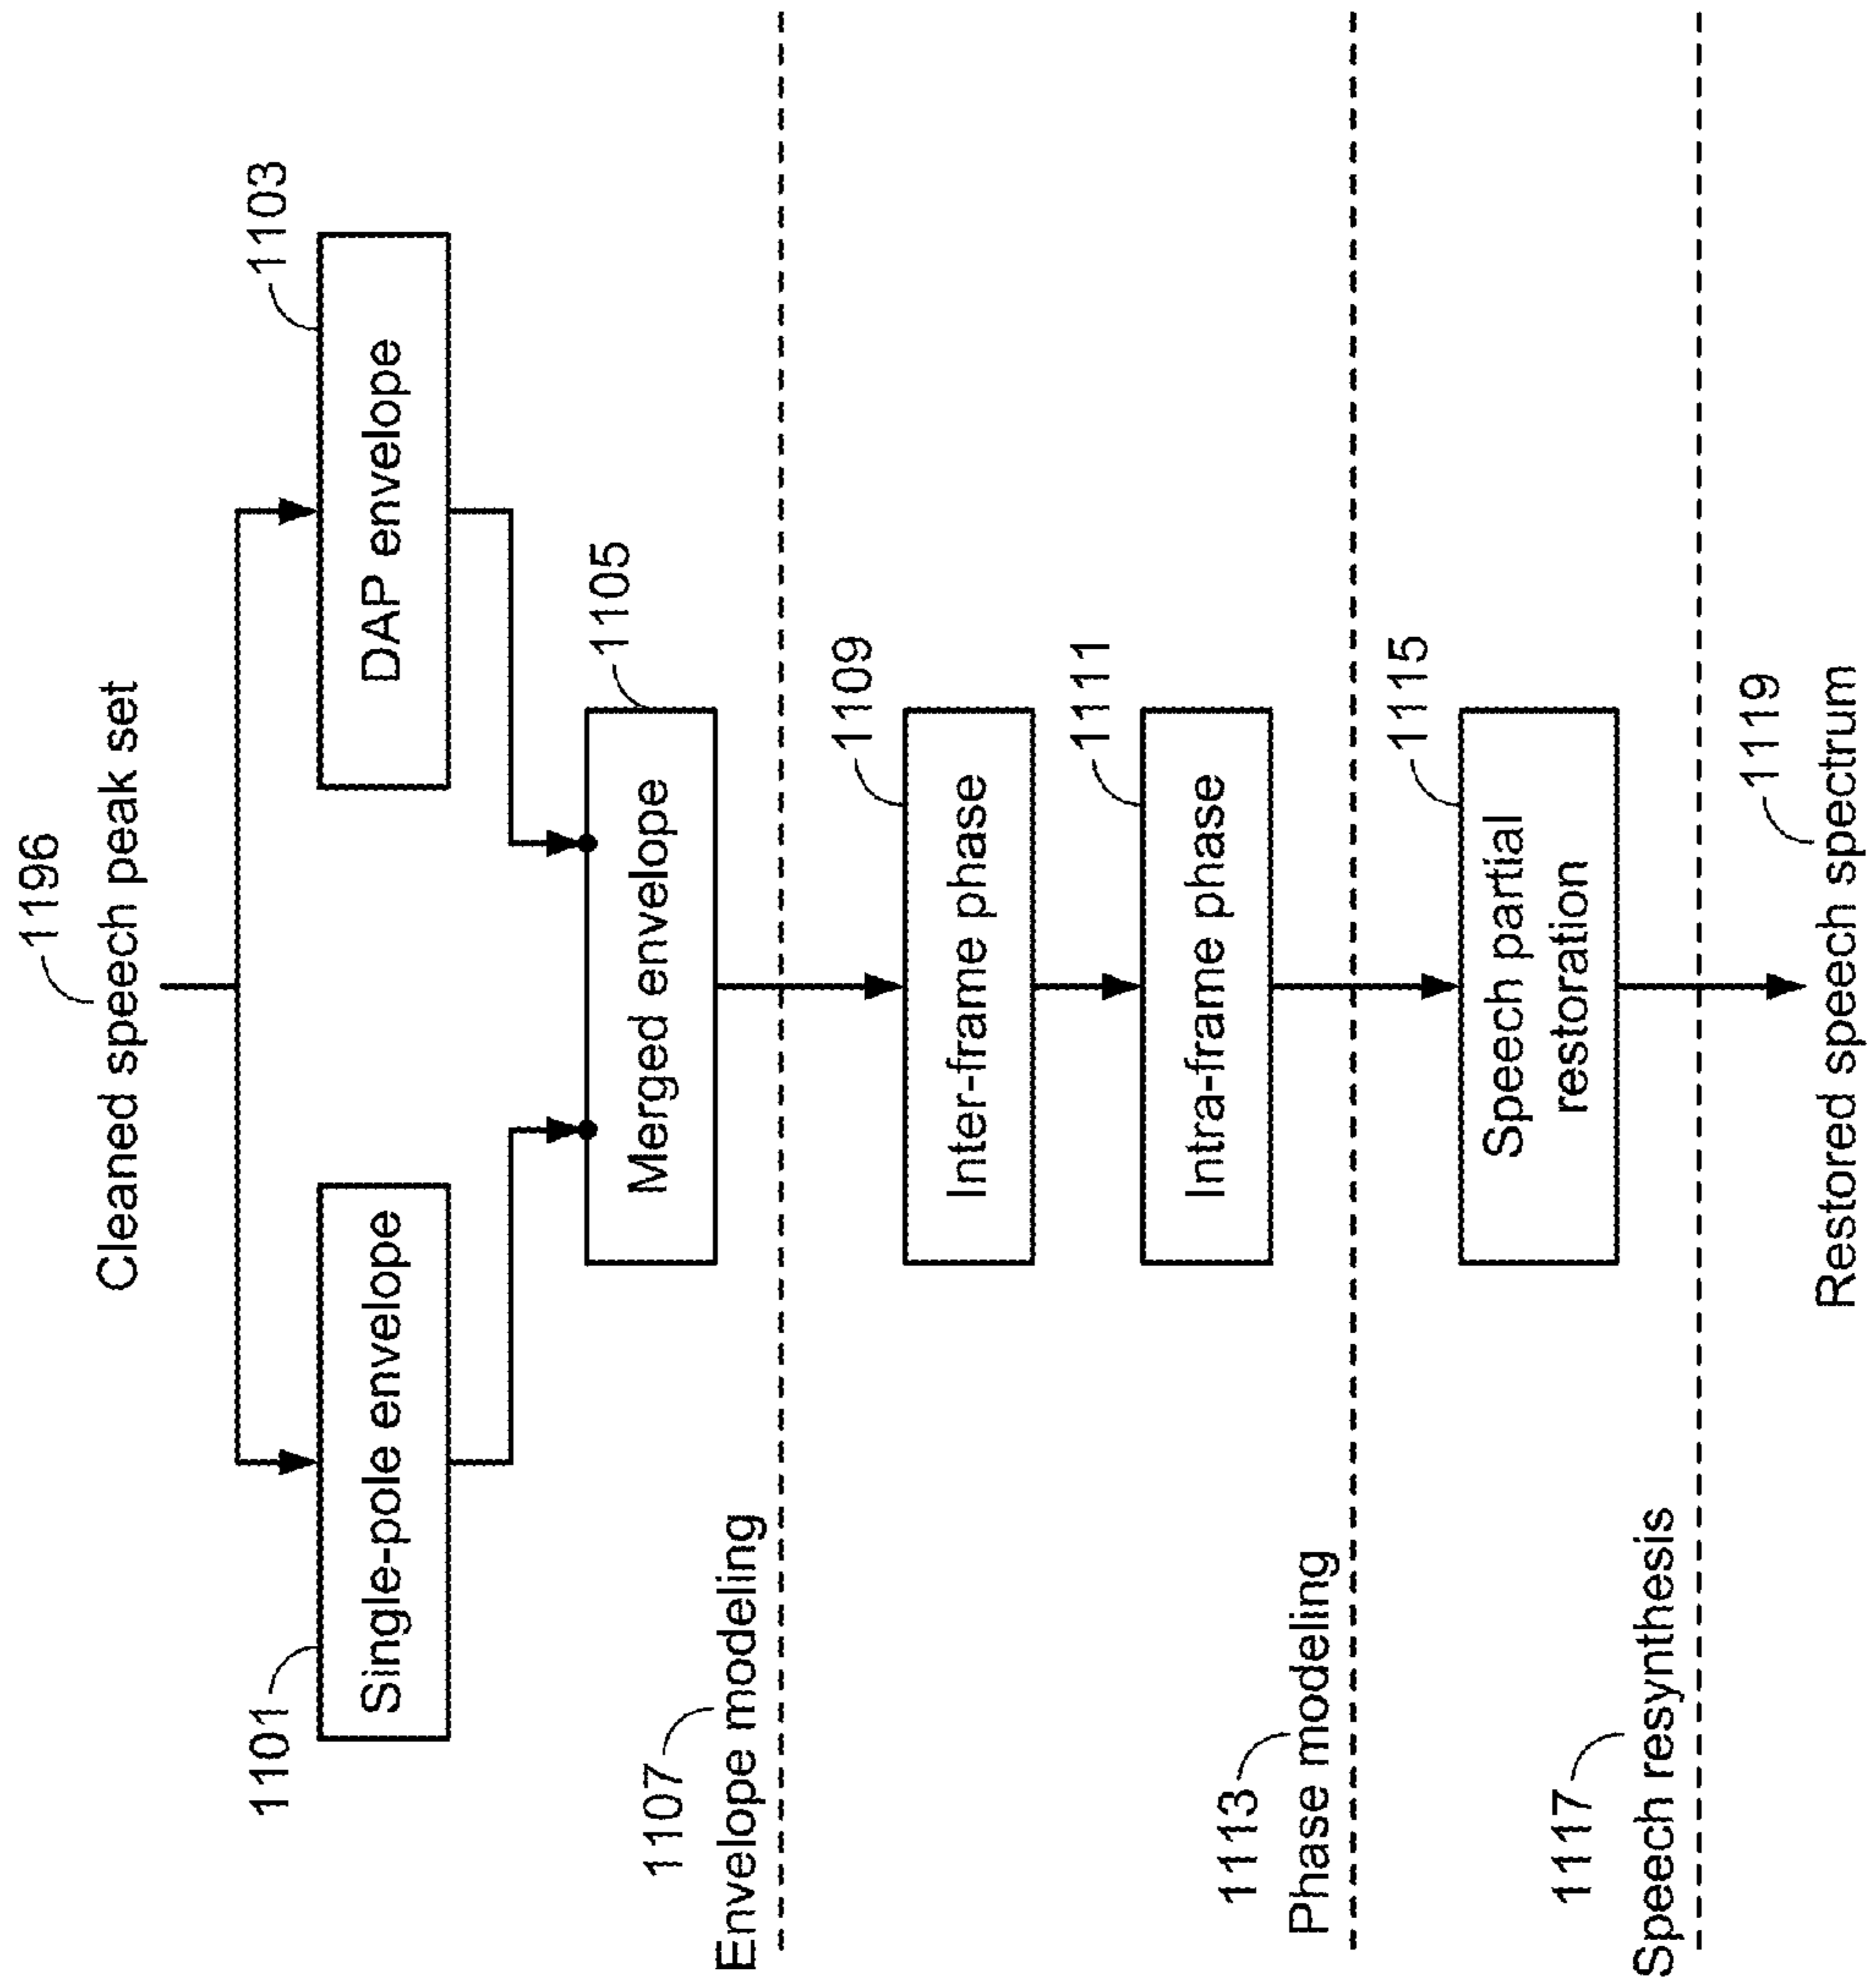 1196
Cleaned speech peak set
1101
Single-pole envelope
1103
DAP envelope
1105
Merged envelope
1107
Envelope modeling
1109
Inter-frame phase
1111
Intra-frame phase
1113
Phase modeling
1115
Speech partial
restoration
1117
Speech resynthesis
1119
Restored speech spectrum